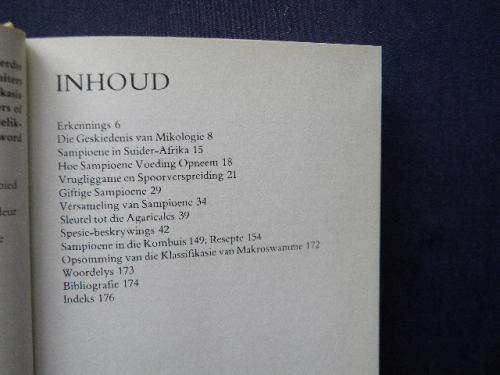 INHOUD
Erkennings 6
Die Geskiedenis van Mikologie 8
Sampioene in Suider-Afrika 15
Hoe Sampioene Voeding Opneem 18
Vrugliggame en Spoorverspreiding 21
Giftige Sampioene 29
Versameling van Sampioene 34
Sleutel tot die Agaricales 39
Spesie-beskrywings 42
Sampioene in die Kombuis 149; Resepte 154
Opsomming van die Klassifikasie van Makroswamme 172
Woordelys 173
Bibliografie 174
Indeks 176